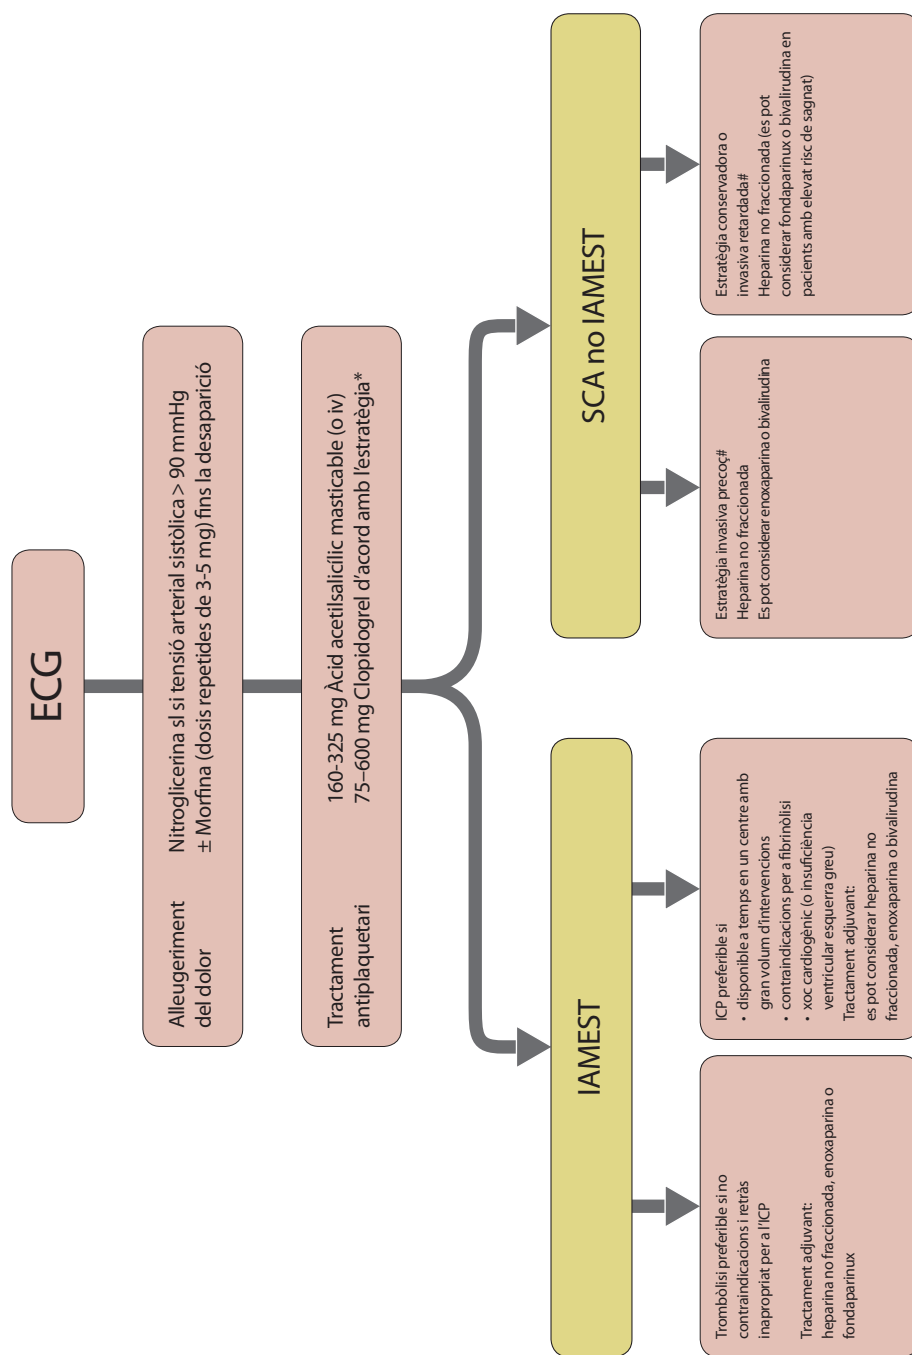 ECG
Alleugeriment
del dolor
Nitroglicerina sl si tensió arterial sistòlica > 90 mmHg
± Morfina (dosis repetides de 3-5 mg) fins la desaparició
Tractament
antiplaquetari
160-325 mg Àcid acetilsalicílic masticable (o iv)
75–600 mg Clopidogrel d'acord amb l'estratègia*
IAMEST
SCA no IAMEST
Trombòlisi preferible si no
contraindicacions i retràs
inapropiat per a l'ICP
Tractament adjuvant:
heparina no fraccionada, enoxaparina o
fondaparinux
ICP preferible si
• disponible a temps en un centre amb
gran volum d'intervencions
• contraindicacions per a fibrinòlisi
• xoc cardiogènic (o insuficiència
ventricular esquerra greu)
Tractament adjuvant:
es pot considerar heparina no
fraccionada, enoxaparina o bivalirudina
Estratègia invasiva precoç#
Heparina no fraccionada
Es pot considerar enoxaparina o bivalirudina
Estratègia conservadora o
invasiva retardada#
Heparina no fraccionada (es pot
considerar fondaparinux o bivalirudina en
pacients amb elevat risc de sagnat)